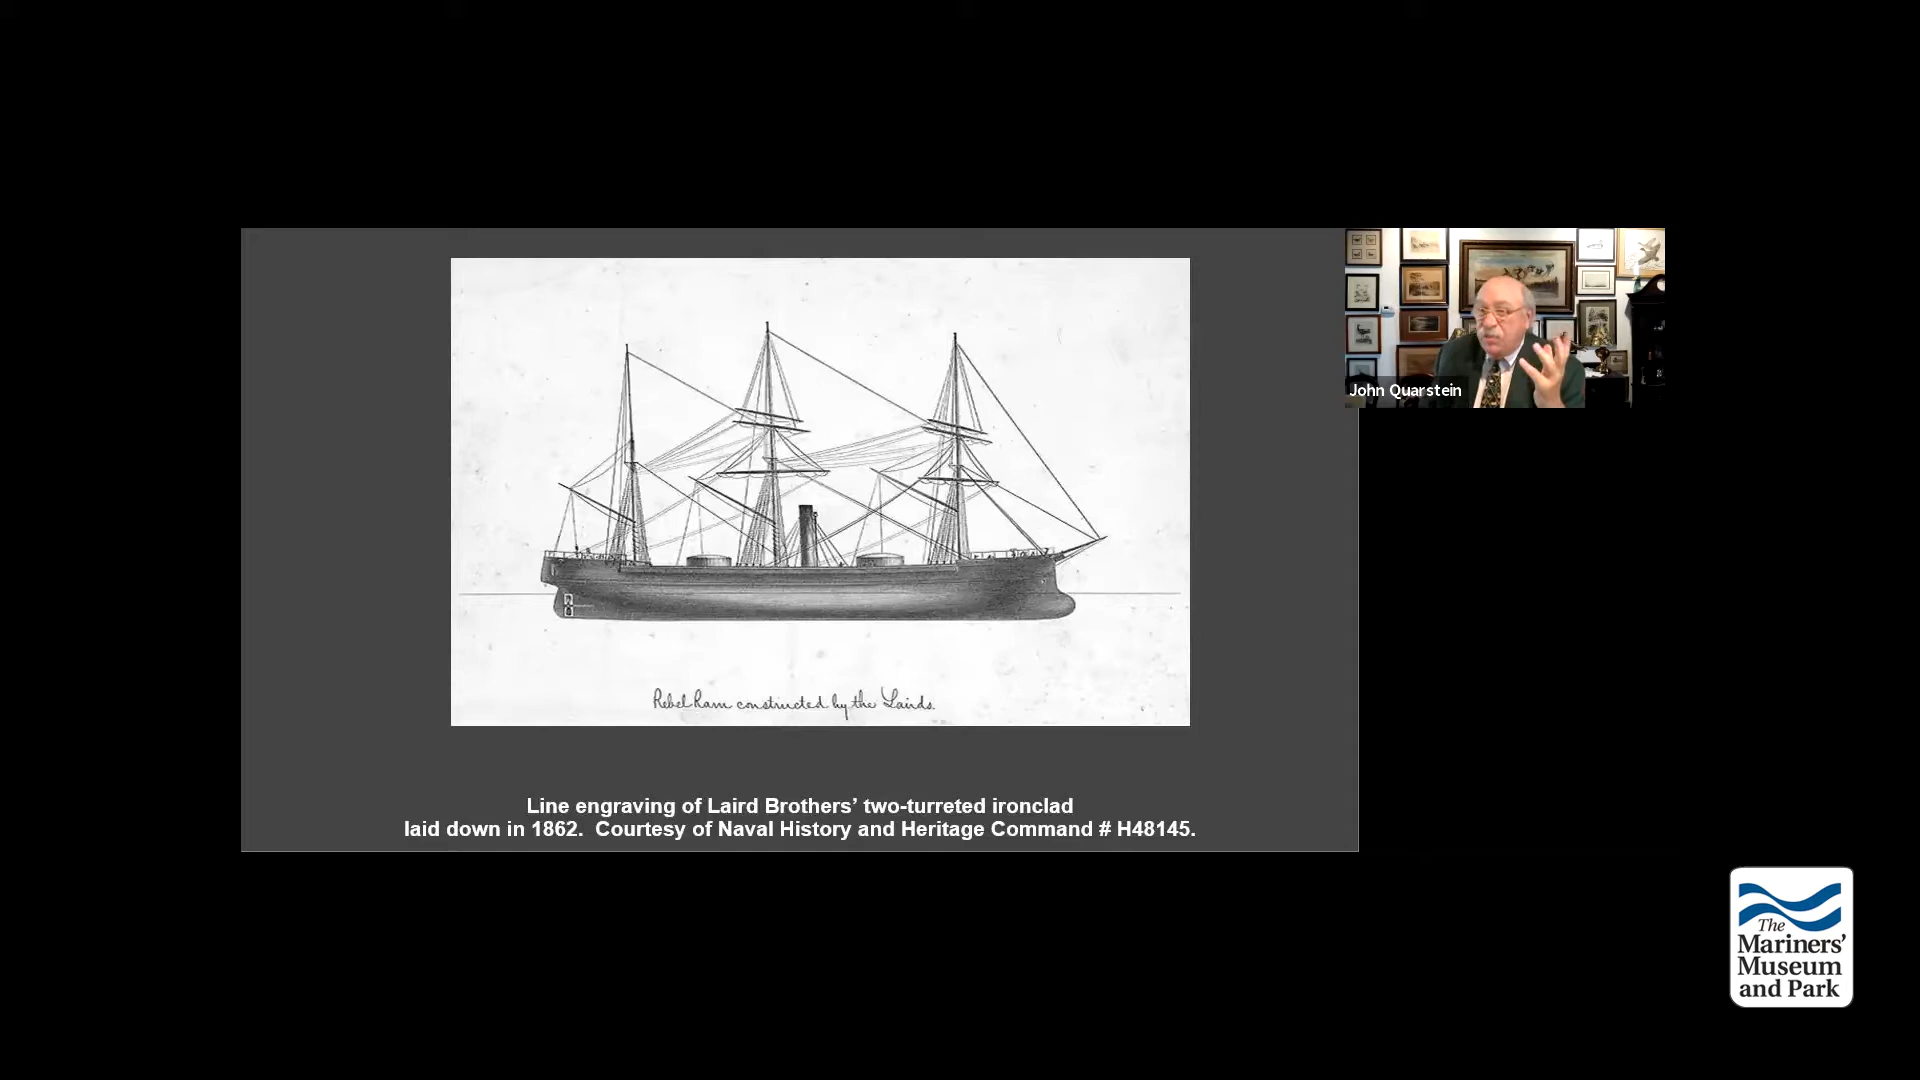 Rebel Ram constructed by the Lairds.
John Quarstein
Line engraving of Laird Brothers’ two-turreted ironclad
laid down in 1862.  Courtesy of Naval History and Heritage Command # H48145.
The
Mariners’
Museum
and Park